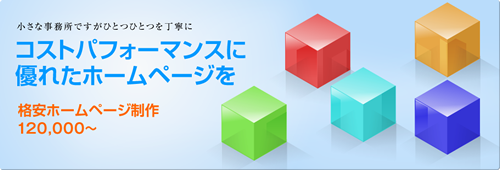 小さな事務所ですがひとつひとつを丁寧に
コストパフォーマンスに
優れたホームページを
格安ホームページ制作
120,000～